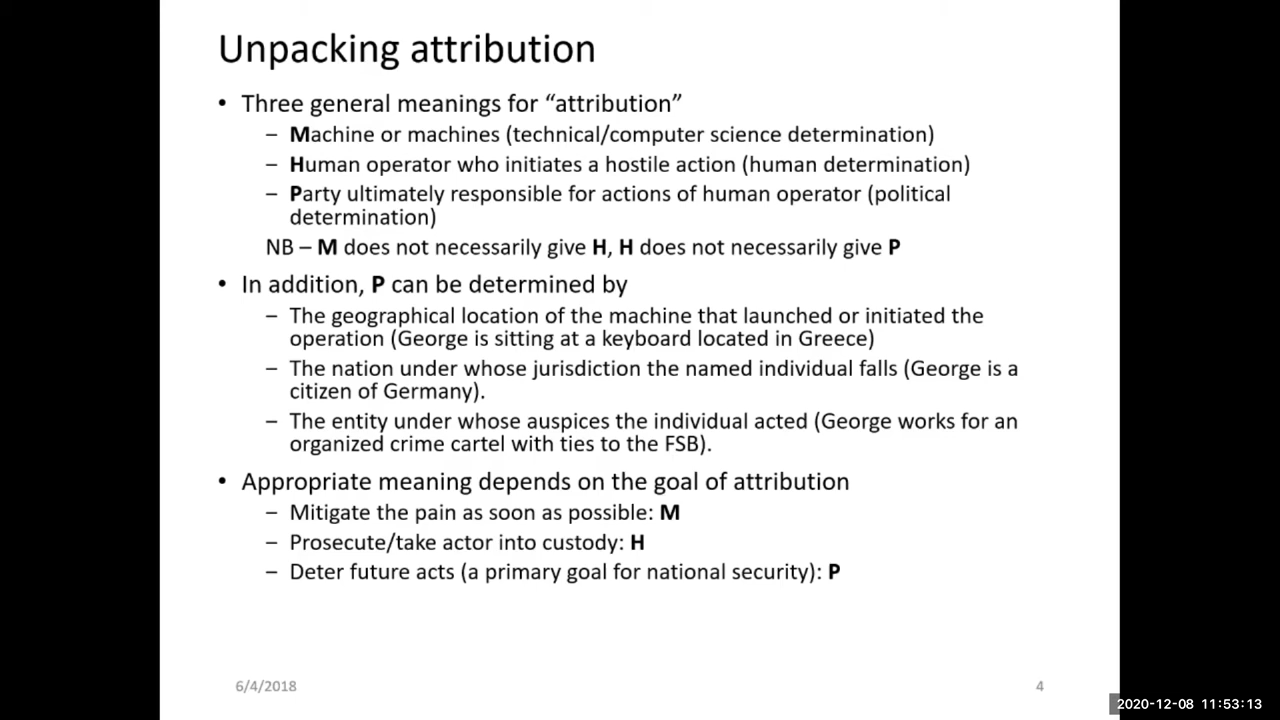 Unpacking attribution
• Three general meanings for “attribution”
– Machine or machines (technical/computer science determination)
– Human operator who initiates a hostile action (human determination)
– Party ultimately responsible for actions of human operator (political
determination)
NB – M does not necessarily give H, H does not necessarily give P
• In addition, P can be determined by
– The geographical location of the machine that launched or initiated the
operation (George is sitting at a keyboard located in Greece)
– The nation under whose jurisdiction the named individual falls (George is a
citizen of Germany).
– The entity under whose auspices the individual acted (George works for an
organized crime cartel with ties to the FSB).
• Appropriate meaning depends on the goal of attribution
– Mitigate the pain as soon as possible: M
– Prosecute/take actor into custody: H
– Deter future acts (a primary goal for national security): P
6/4/2018
4
2020-12-08 11:53:13